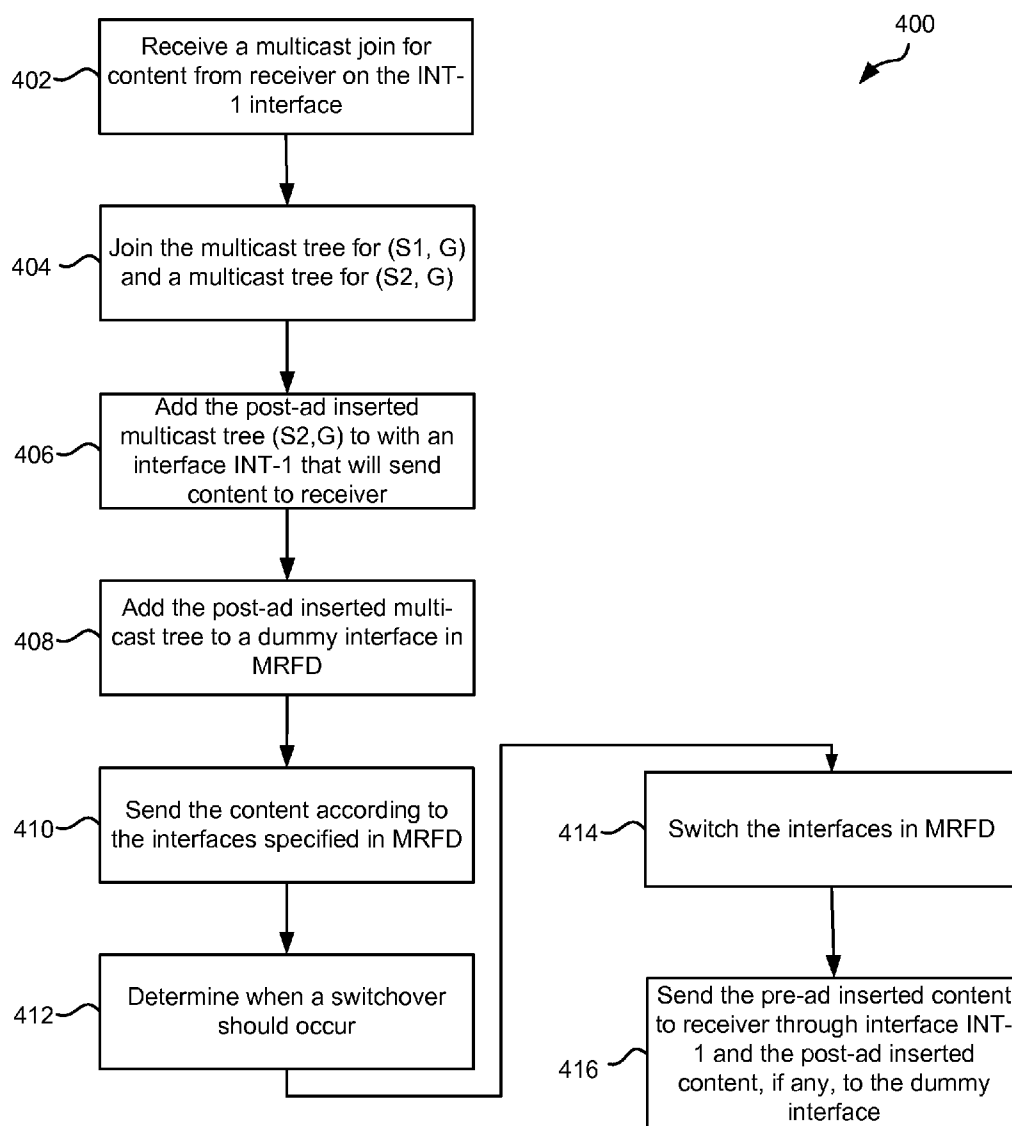 400
402
Receive a multicast join for
content from receiver on the INT-
1 interface
404
Join the multicast tree for (S1, G)
and a multicast tree for (S2, G)
406
Add the post-ad inserted
multicast tree (S2,G) to with an
interface INT-1 that will send
content to receiver
408
Add the post-ad inserted multi-
cast tree to a dummy interface in
MRFD
410
Send the content according to
the interfaces specified in MRFD
412
Determine when a switchover
should occur
414
Switch the interfaces in MRFD
416
Send the pre-ad inserted content
to receiver through interface INT-
1 and the post-ad inserted
content, if any, to the dummy
interface